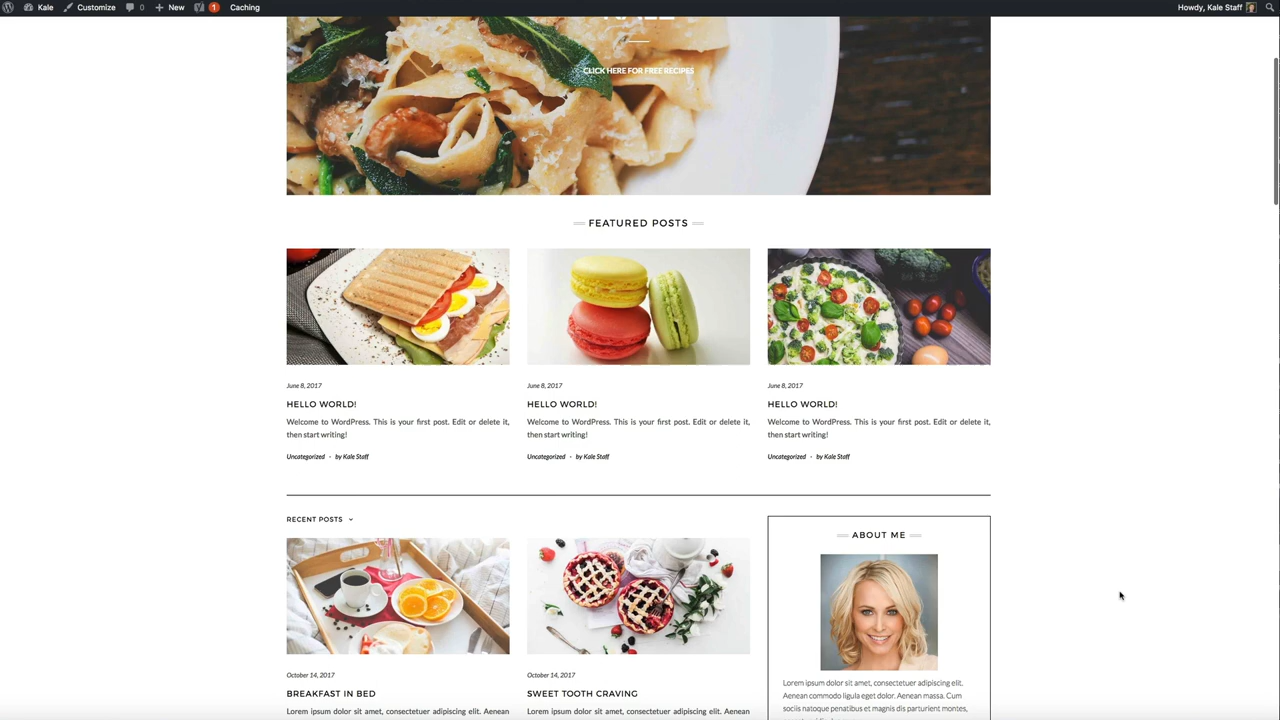 Kale Customize 0 New 1 Caching Howdy, Kale Staff
CLICK HERE FOR FREE RECIPES
FEATURED POSTS
June 8, 2017
HELLO WORLD!
Welcome to WordPress. This is your first post. Edit or delete it,
then start writing!
Uncategorized • by Kale Staff
June 8, 2017
HELLO WORLD!
Welcome to WordPress. This is your first post. Edit or delete it,
then start writing!
Uncategorized • by Kale Staff
June 8, 2017
HELLO WORLD!
Welcome to WordPress. This is your first post. Edit or delete it,
then start writing!
Uncategorized • by Kale Staff
RECENT POSTS
October 14, 2017
BREAKFAST IN BED
Lorem ipsum dolor sit amet, consectetuer adipiscing elit. Aenean
October 14, 2017
SWEET TOOTH CRAVING
Lorem ipsum dolor sit amet, consectetuer adipiscing elit. Aenean
ABOUT ME
Lorem ipsum dolor sit amet, consectetuer adipiscing elit.
Aenean commodo ligula eget dolor. Aenean massa. Cum
sociis natoque penatibus et magnis dis parturient montes,